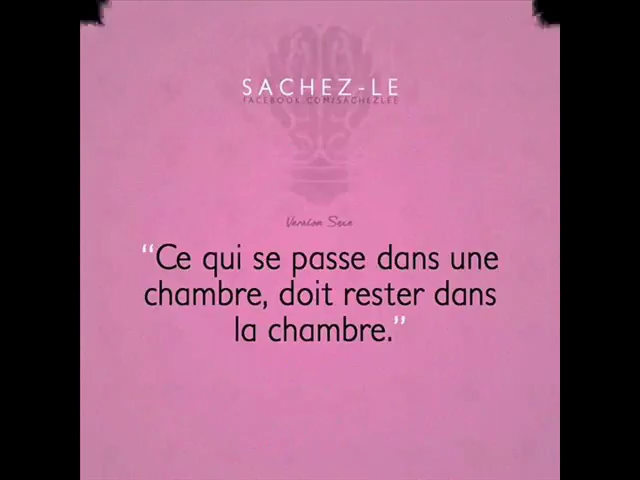 SACHEZ-LE
FACEBOOK.COM/SACHEZLEE
Version Sexe
“Ce qui se passe dans une
chambre, doit rester dans
la chambre.”